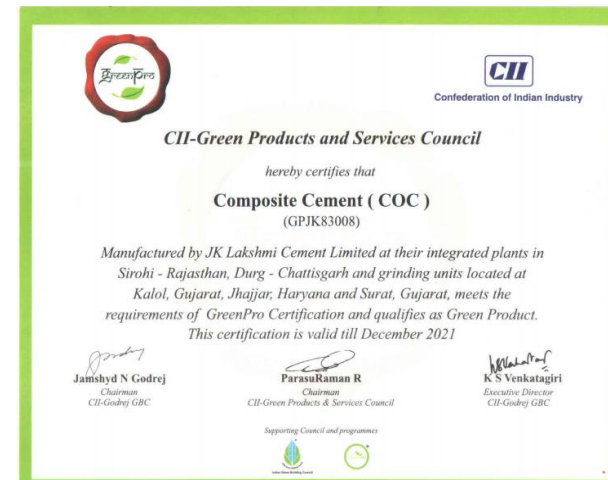 GreenPro
CII
Confederation of Indian Industry
CII-Green Products and Services Council
hereby certifies that
Composite Cement ( COC )
(GPJK83008)
Manufactured by JK Lakshmi Cement Limited at their integrated plants in
Sirohi - Rajasthan, Durg - Chattisgarh and grinding units located at
Kalol, Gujarat, Jhajjar, Haryana and Surat, Gujarat, meets the
requirements of GreenPro Certification and qualifies as Green Product.
This certification is valid till December 2021
Jamshyd N Godrej
Chairman
CII-Godrej GBC
ParasuRaman R
Chairman
CII-Green Products & Services Council
K S Venkatagiri
Executive Director
CII-Godrej GBC
Supporting Council and programmes
Indian Green Building Council